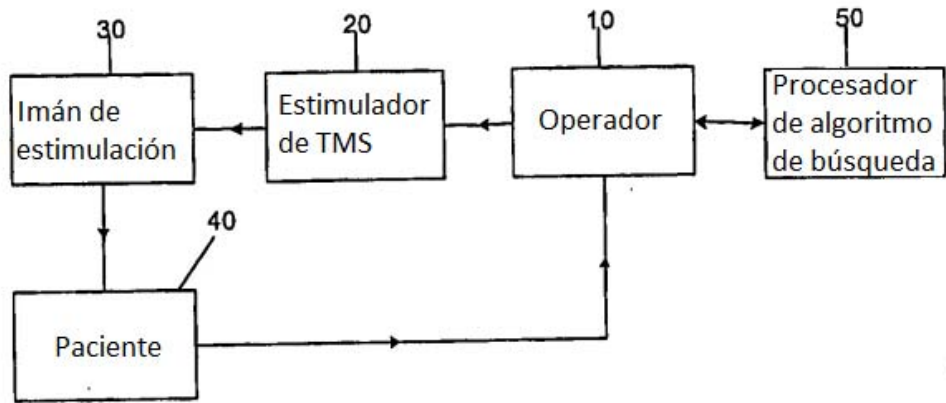 30
20
10
50
Imán de
estimulación
Estimulador
de TMS
Operador
Procesador
de algoritmo
de búsqueda
40
Paciente